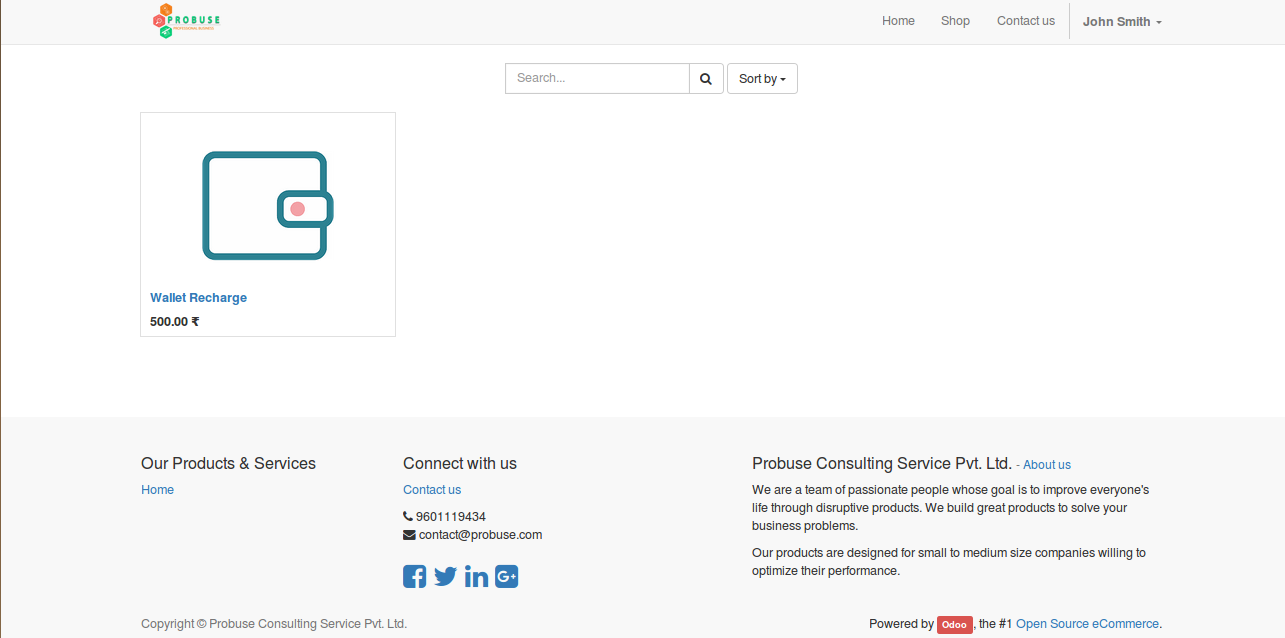 PROBUSE
Home Shop Contact us John Smith
Search... Sort by
Wallet Recharge
500.00 ₹
Our Products & Services
Home
Connect with us
Contact us
9601119434
contact@probuse.com
Probuse Consulting Service Pvt. Ltd. - About us
We are a team of passionate people whose goal is to improve everyone's
life through disruptive products. We build great products to solve your
business problems.
Our products are designed for small to medium size companies willing to
optimize their performance.
Copyright © Probuse Consulting Service Pvt. Ltd.
Powered by Odoo, the #1 Open Source eCommerce.